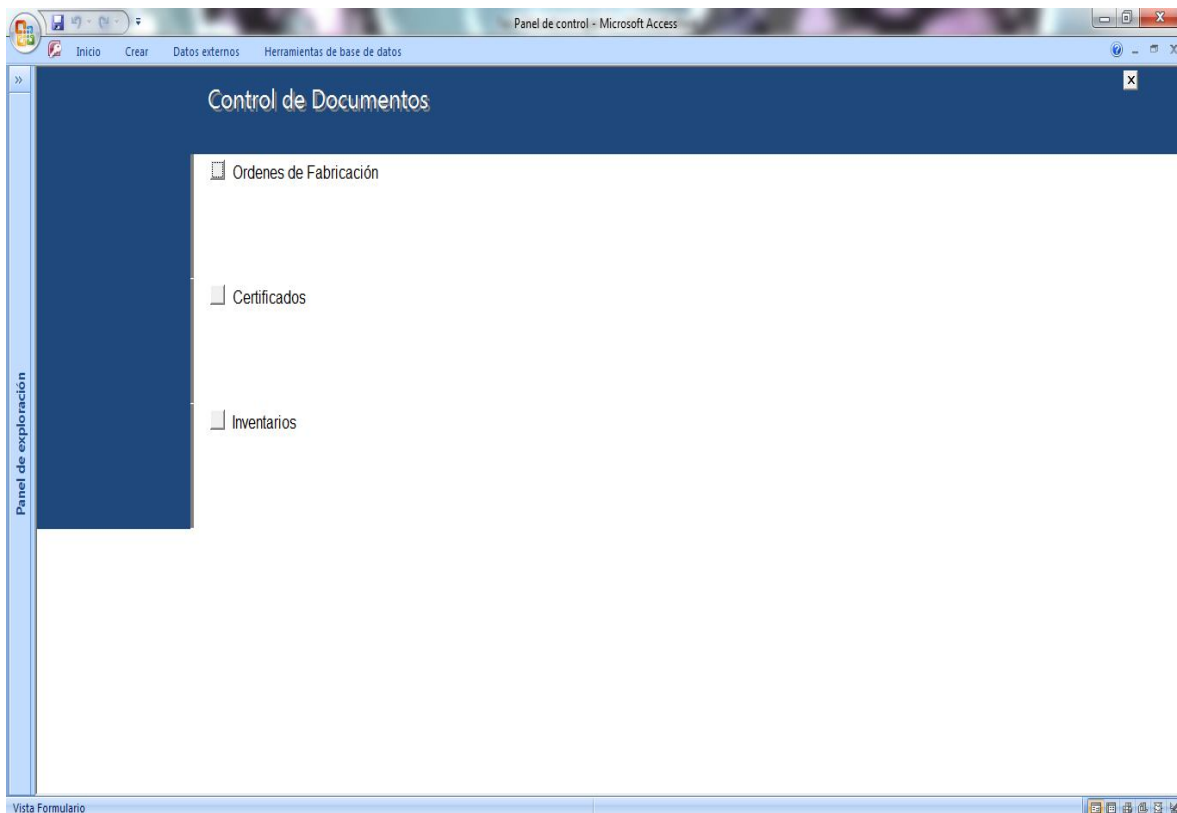 Panel de control - Microsoft Access
Inicio Crear Datos externos Herramientas de base de datos
Control de Documentos
Ordenes de Fabricación
Certificados
Inventarios
Panel de exploración
Vista Formulario